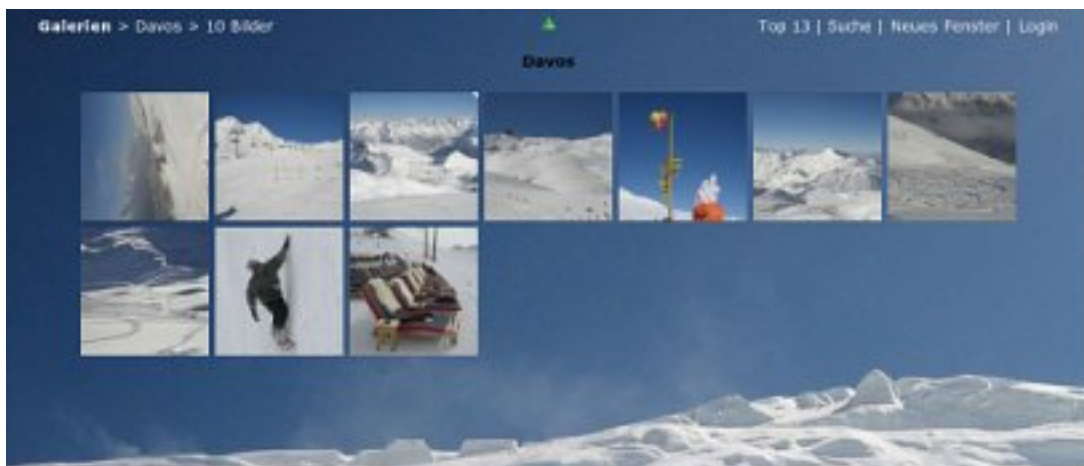 Galerien > Davos > 10 Bilder
Top 13 | Suche | Neues Fenster | Login
Davos